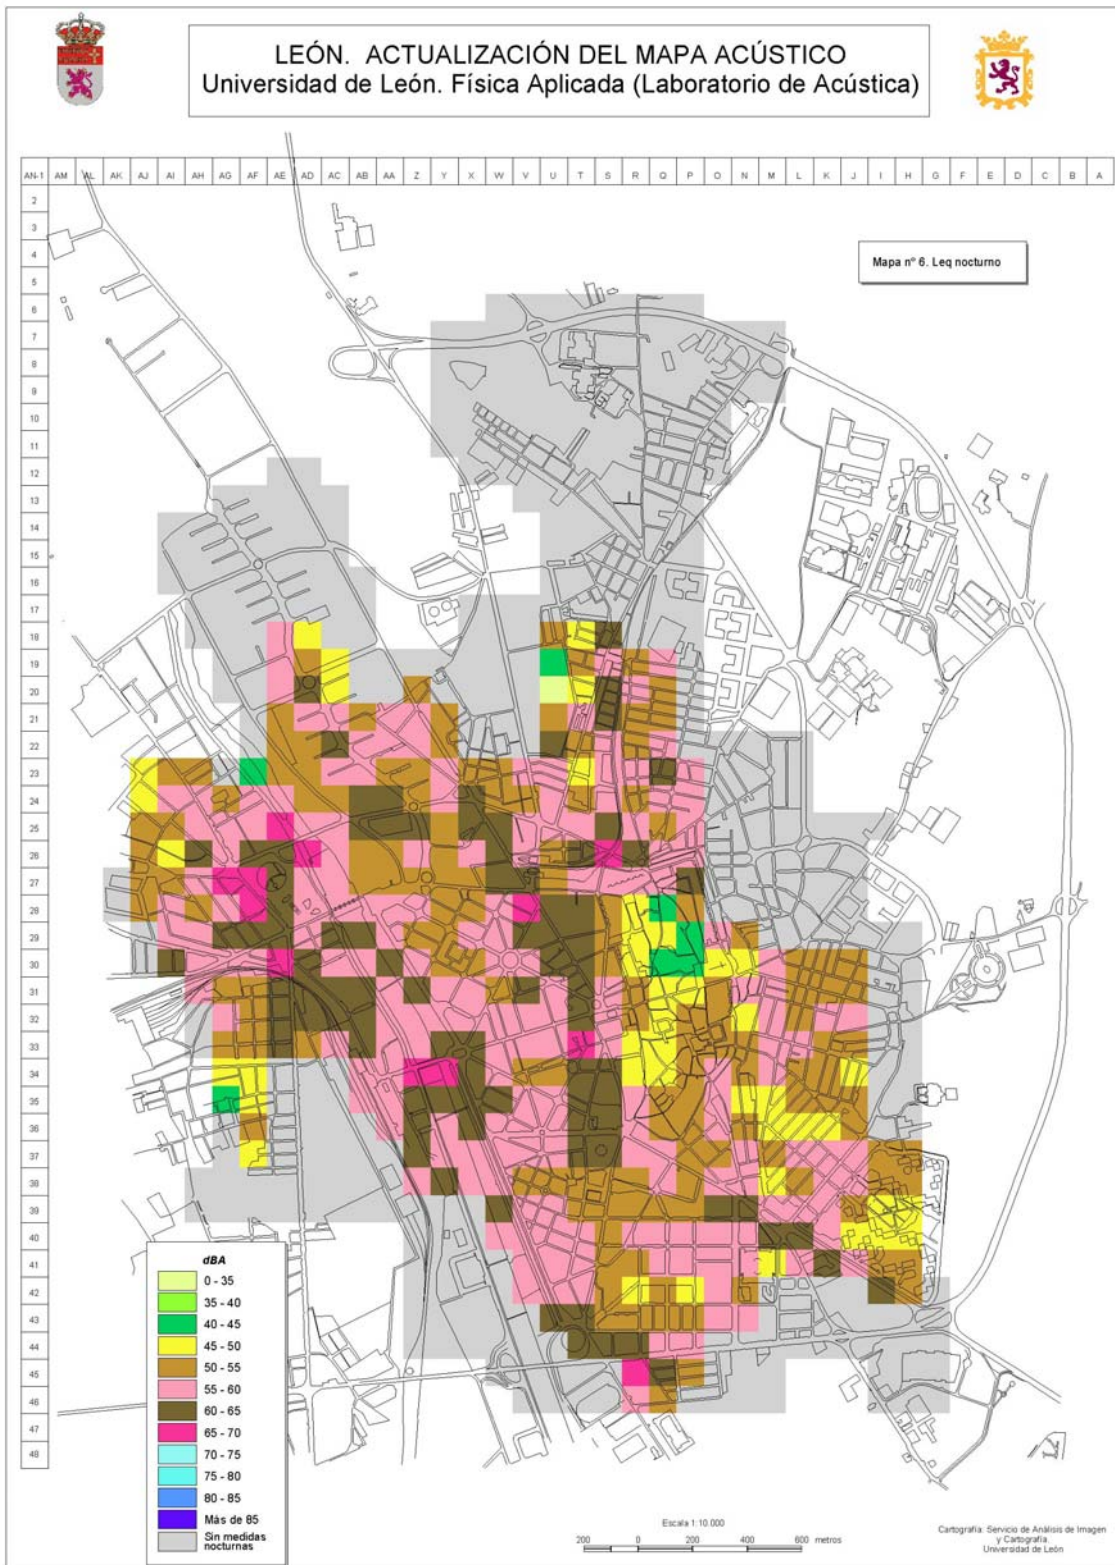 LEÓN. ACTUALIZACIÓN DEL MAPA ACÚSTICO
Universidad de León. Física Aplicada (Laboratorio de Acústica)
AN-1 AM AL AK AJ AI AH AG AF AE AD AC AB AA Z Y X W V U T S R Q P O N M L K J I H G F E D C B A
2
3
4
Mapa nº 6. Leq nocturno
5
6
7
8
9
10
11
12
13
14
15
16
17
18
19
20
21
22
23
24
25
26
27
28
29
30
31
32
33
34
35
36
37
38
39
40
41
42
43
44
45
46
47
48
dBA
0 - 35
35 - 40
40 - 45
45 - 50
50 - 55
55 - 60
60 - 65
65 - 70
70 - 75
75 - 80
80 - 85
Más de 85
Sin medidas
nocturnas
Escala 1:10.000
200 0 200 400 600 metros
Cartografía: Servicio de Análisis de Imagen
y Cartografía.
Universidad de León